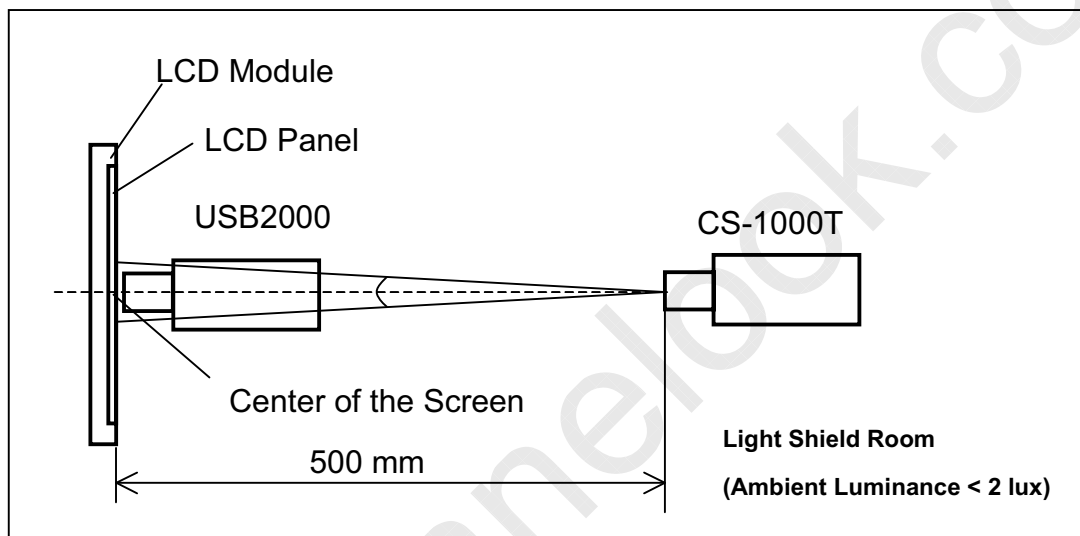 LCD Module
LCD Panel
USB2000
CS-1000T
Center of the Screen
500 mm
Light Shield Room
(Ambient Luminance < 2 lux)